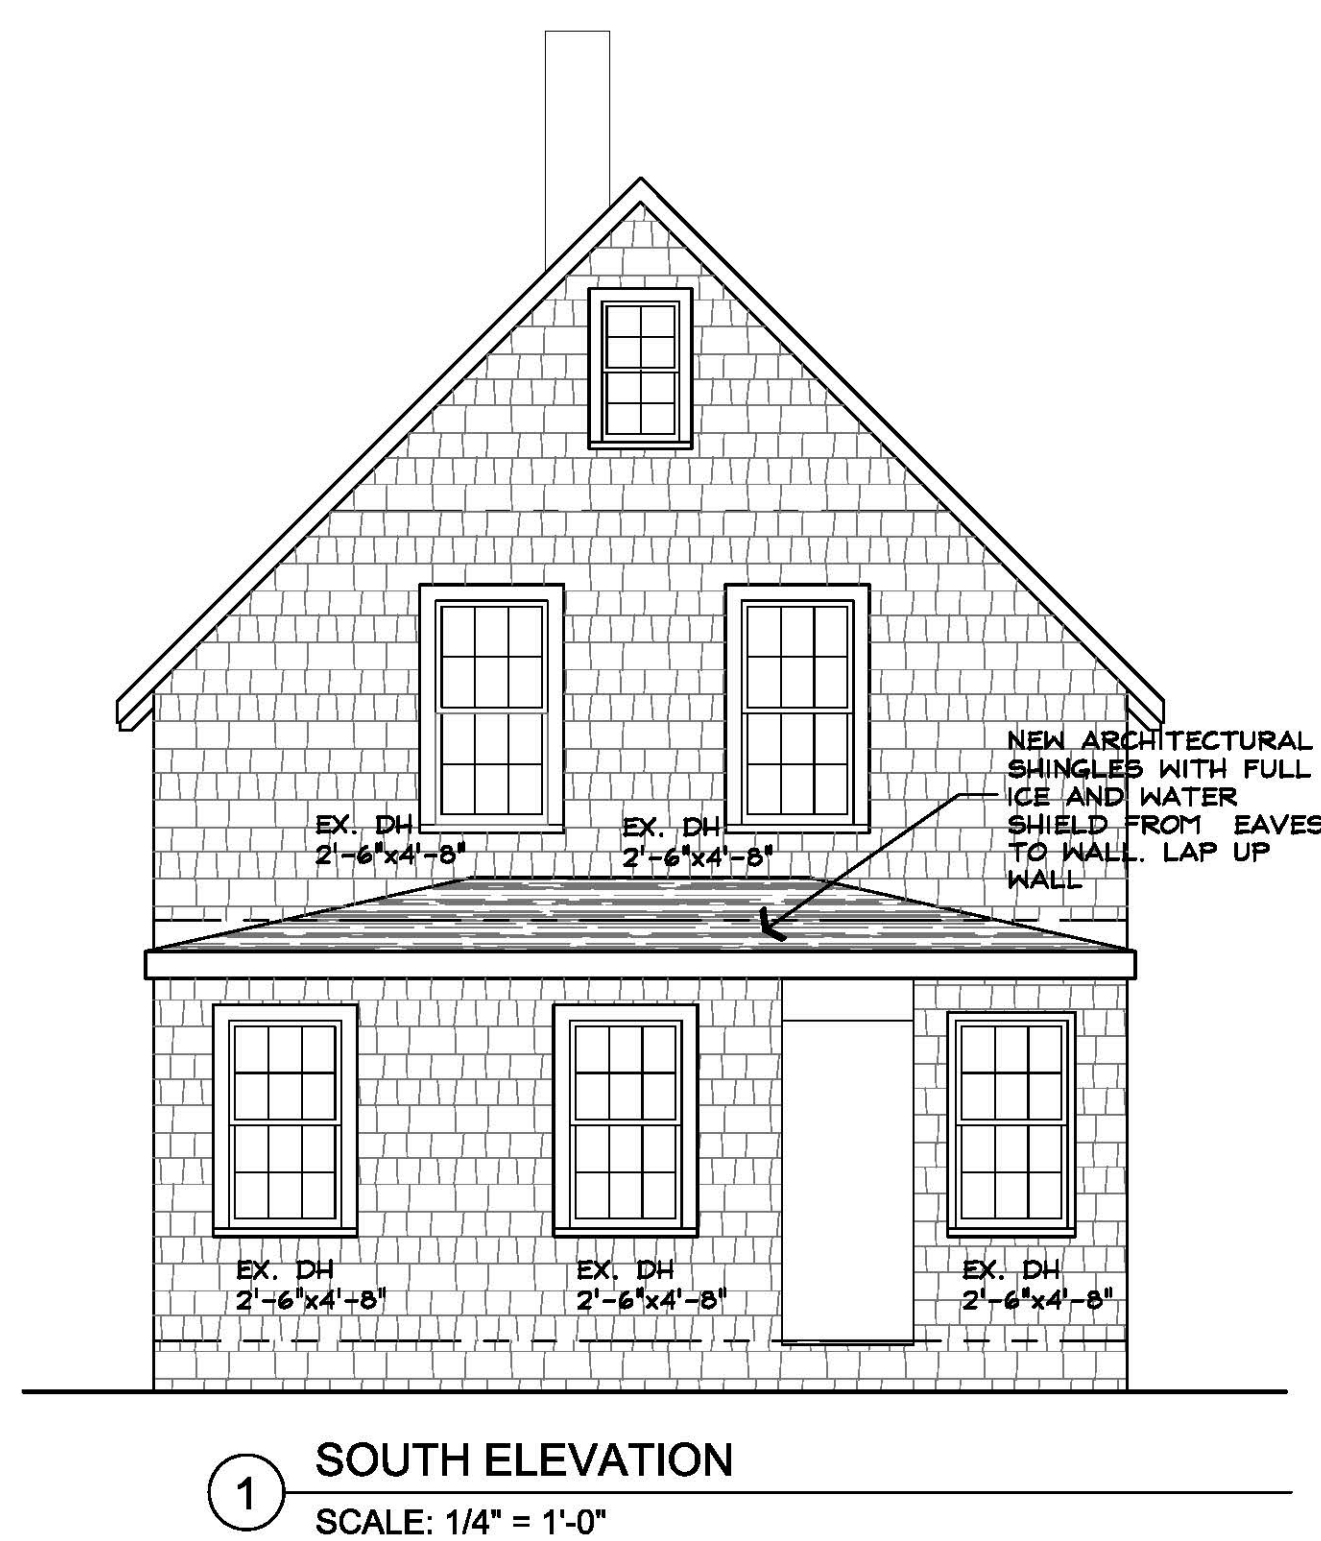 NEW ARCHITECTURAL
SHINGLES WITH FULL
ICE AND WATER
SHIELD FROM EAVES
TO WALL. LAP UP
WALL
EX. DH
2'-6"x4'-8"
EX. DH
2'-6"x4'-8"
EX. DH
2'-6"x4'-8"
EX. DH
2'-6"x4'-8"
EX. DH
2'-6"x4'-8"
1
SOUTH ELEVATION
SCALE: 1/4" = 1'-0"